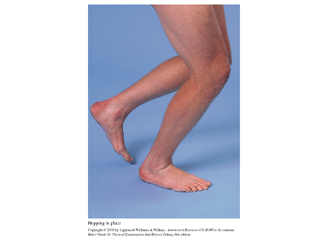 Hopping in place
Copyright © 2003 by Lippincott Williams & Wilkins. Instructor's Resource CD-ROM to Accompany
Bates' Guide To Physical Examination And History Taking, 8th edition.